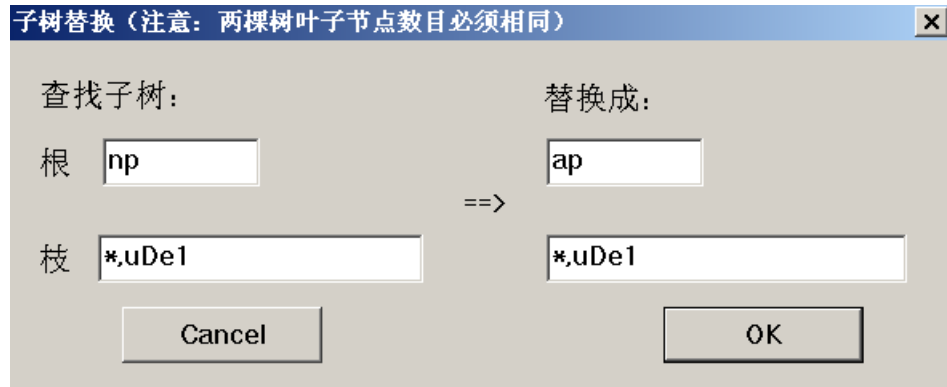 子树替换（注意：两棵树叶子节点数目必须相同）
查找子树： 替换成：
根 np ap
==>
枝 *,uDe1 *,uDe1
Cancel OK